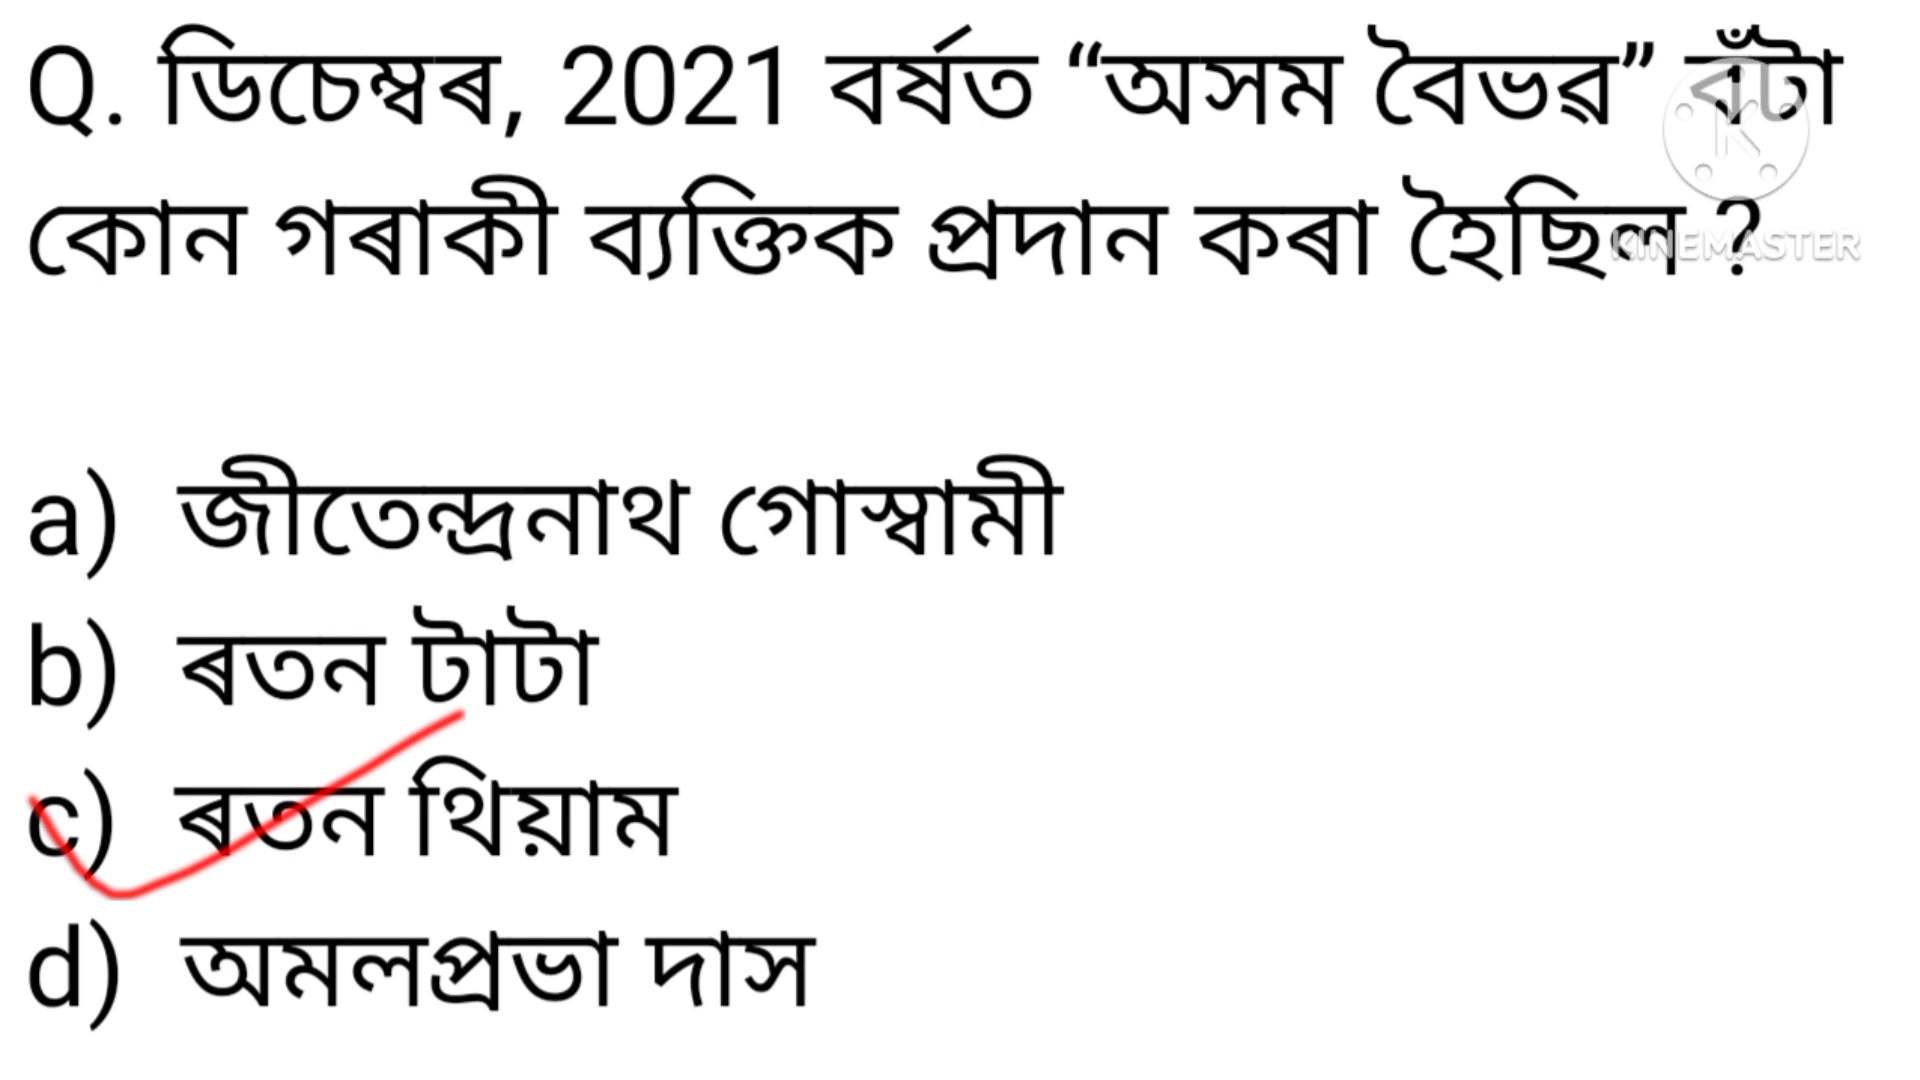 Q. ডিচেম্বৰ, 2021 বৰ্ষত “অসম বৈভৱ” বঁটা
কোন গৰাকী ব্যক্তিক প্ৰদান কৰা হৈছিল ?
KINEMASTER
a) জীতেন্দ্ৰনাথ গোস্বামী
b) ৰতন টাটা
c) ৰতন থিয়াম
d) অমলপ্ৰভা দাস